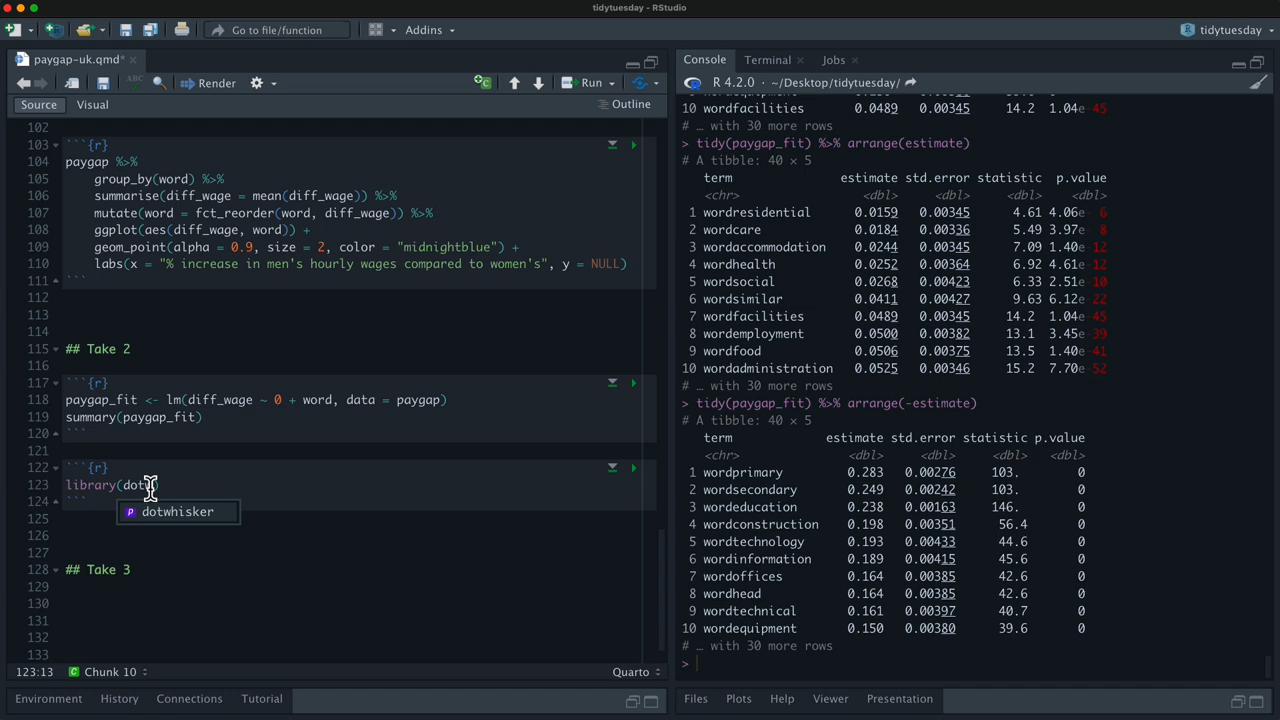 tidytuesday - RStudio
Go to file/function
Addins
tidytuesday
paygap-uk.qmd*
ABC
Render
Run
Source
Visual
Outline
102
103 ```{r}
104 paygap %>%
105 group_by(word) %>%
106 summarise(diff_wage = mean(diff_wage)) %>%
107 mutate(word = fct_reorder(word, diff_wage)) %>%
108 ggplot(aes(diff_wage, word)) +
109 geom_point(alpha = 0.9, size = 2, color = "midnightblue") +
110 labs(x = "% increase in men's hourly wages compared to women's", y = NULL)
111 ```
112
113
114
115 ## Take 2
116
117 ```{r}
118 paygap_fit <- lm(diff_wage ~ 0 + word, data = paygap)
119 summary(paygap_fit)
120 ```
121
122 ```{r}
123 library(dotw)
124 ```
dotwhisker
125
126
127
128 ## Take 3
129
130
131
132
133
123:13
Chunk 10
Quarto
Environment
History
Connections
Tutorial
Console
Terminal
Jobs
R 4.2.0 · ~/Desktop/tidytuesday/
10 wordfacilities 0.0489 0.00345 14.2 1.04e-45
# … with 30 more rows
> tidy(paygap_fit) %>% arrange(estimate)
# A tibble: 40 × 5
term estimate std.error statistic p.value
<chr> <dbl> <dbl> <dbl> <dbl>
1 wordresidential 0.0159 0.00345 4.61 4.06e- 6
2 wordcare 0.0184 0.00336 5.49 3.97e- 8
3 wordaccommodation 0.0244 0.00345 7.09 1.40e-12
4 wordhealth 0.0252 0.00364 6.92 4.61e-12
5 wordsocial 0.0268 0.00423 6.33 2.51e-10
6 wordsimilar 0.0411 0.00427 9.63 6.12e-22
7 wordfacilities 0.0489 0.00345 14.2 1.04e-45
8 wordemployment 0.0500 0.00382 13.1 3.45e-39
9 wordfood 0.0506 0.00375 13.5 1.40e-41
10 wordadministration 0.0525 0.00346 15.2 7.70e-52
# … with 30 more rows
> tidy(paygap_fit) %>% arrange(-estimate)
# A tibble: 40 × 5
term estimate std.error statistic p.value
<chr> <dbl> <dbl> <dbl> <dbl>
1 wordprimary 0.283 0.00276 103. 0
2 wordsecondary 0.249 0.00242 103. 0
3 wordeducation 0.238 0.00163 146. 0
4 wordconstruction 0.198 0.00351 56.4 0
5 wordtechnology 0.193 0.00433 44.6 0
6 wordinformation 0.189 0.00415 45.6 0
7 wordoffices 0.164 0.00385 42.6 0
8 wordhead 0.164 0.00385 42.6 0
9 wordtechnical 0.161 0.00397 40.7 0
10 wordequipment 0.150 0.00380 39.6 0
# … with 30 more rows
>
Files
Plots
Help
Viewer
Presentation